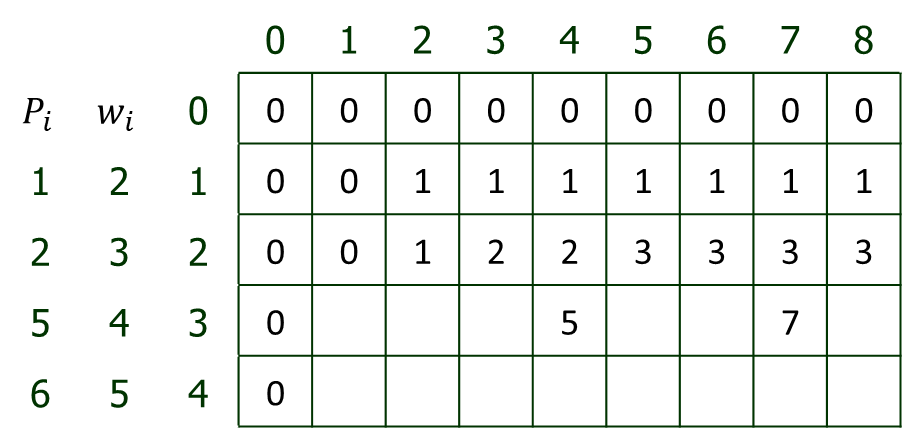 0 1 2 3 4 5 6 7 8
P_i w_i 0 0 0 0 0 0 0 0 0 0
1 2 1 0 0 1 1 1 1 1 1 1
2 3 2 0 0 1 2 2 3 3 3 3
5 4 3 0 5 7
6 5 4 0